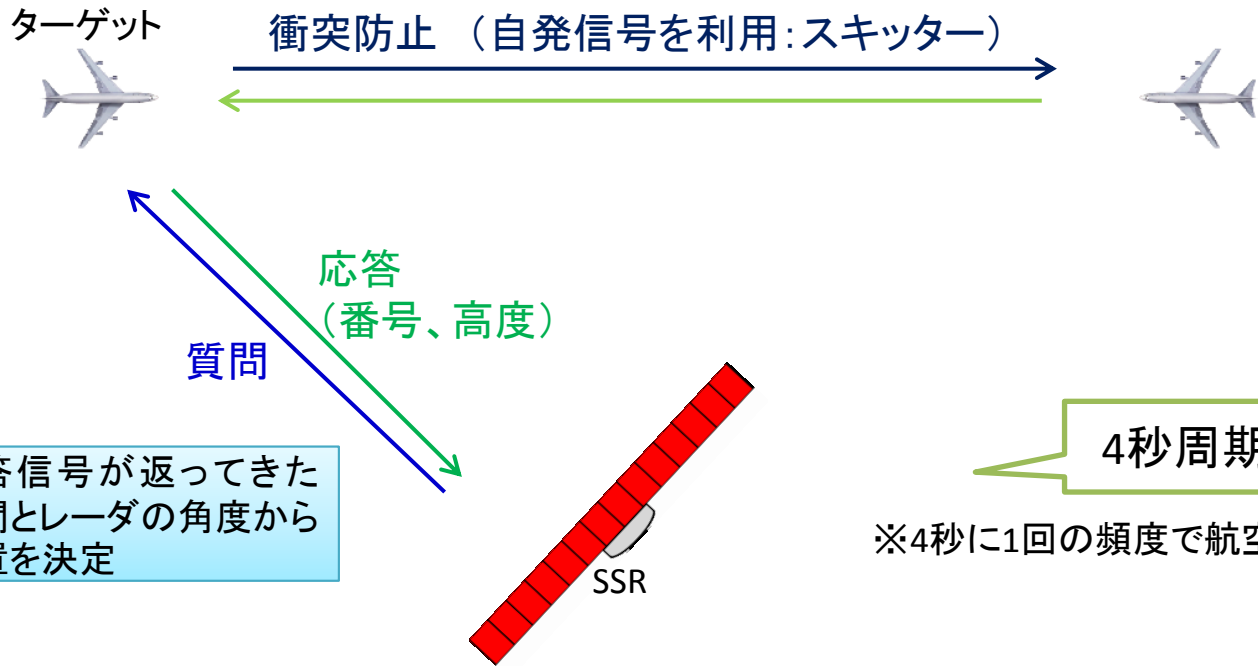 ターゲット
衝突防止 （自発信号を利用：スキッター）
応答
（番号、高度）
質問
答信号が返ってきた
間とレーダの角度から
置を決定
SSR
4秒周期
※4秒に1回の頻度で航空